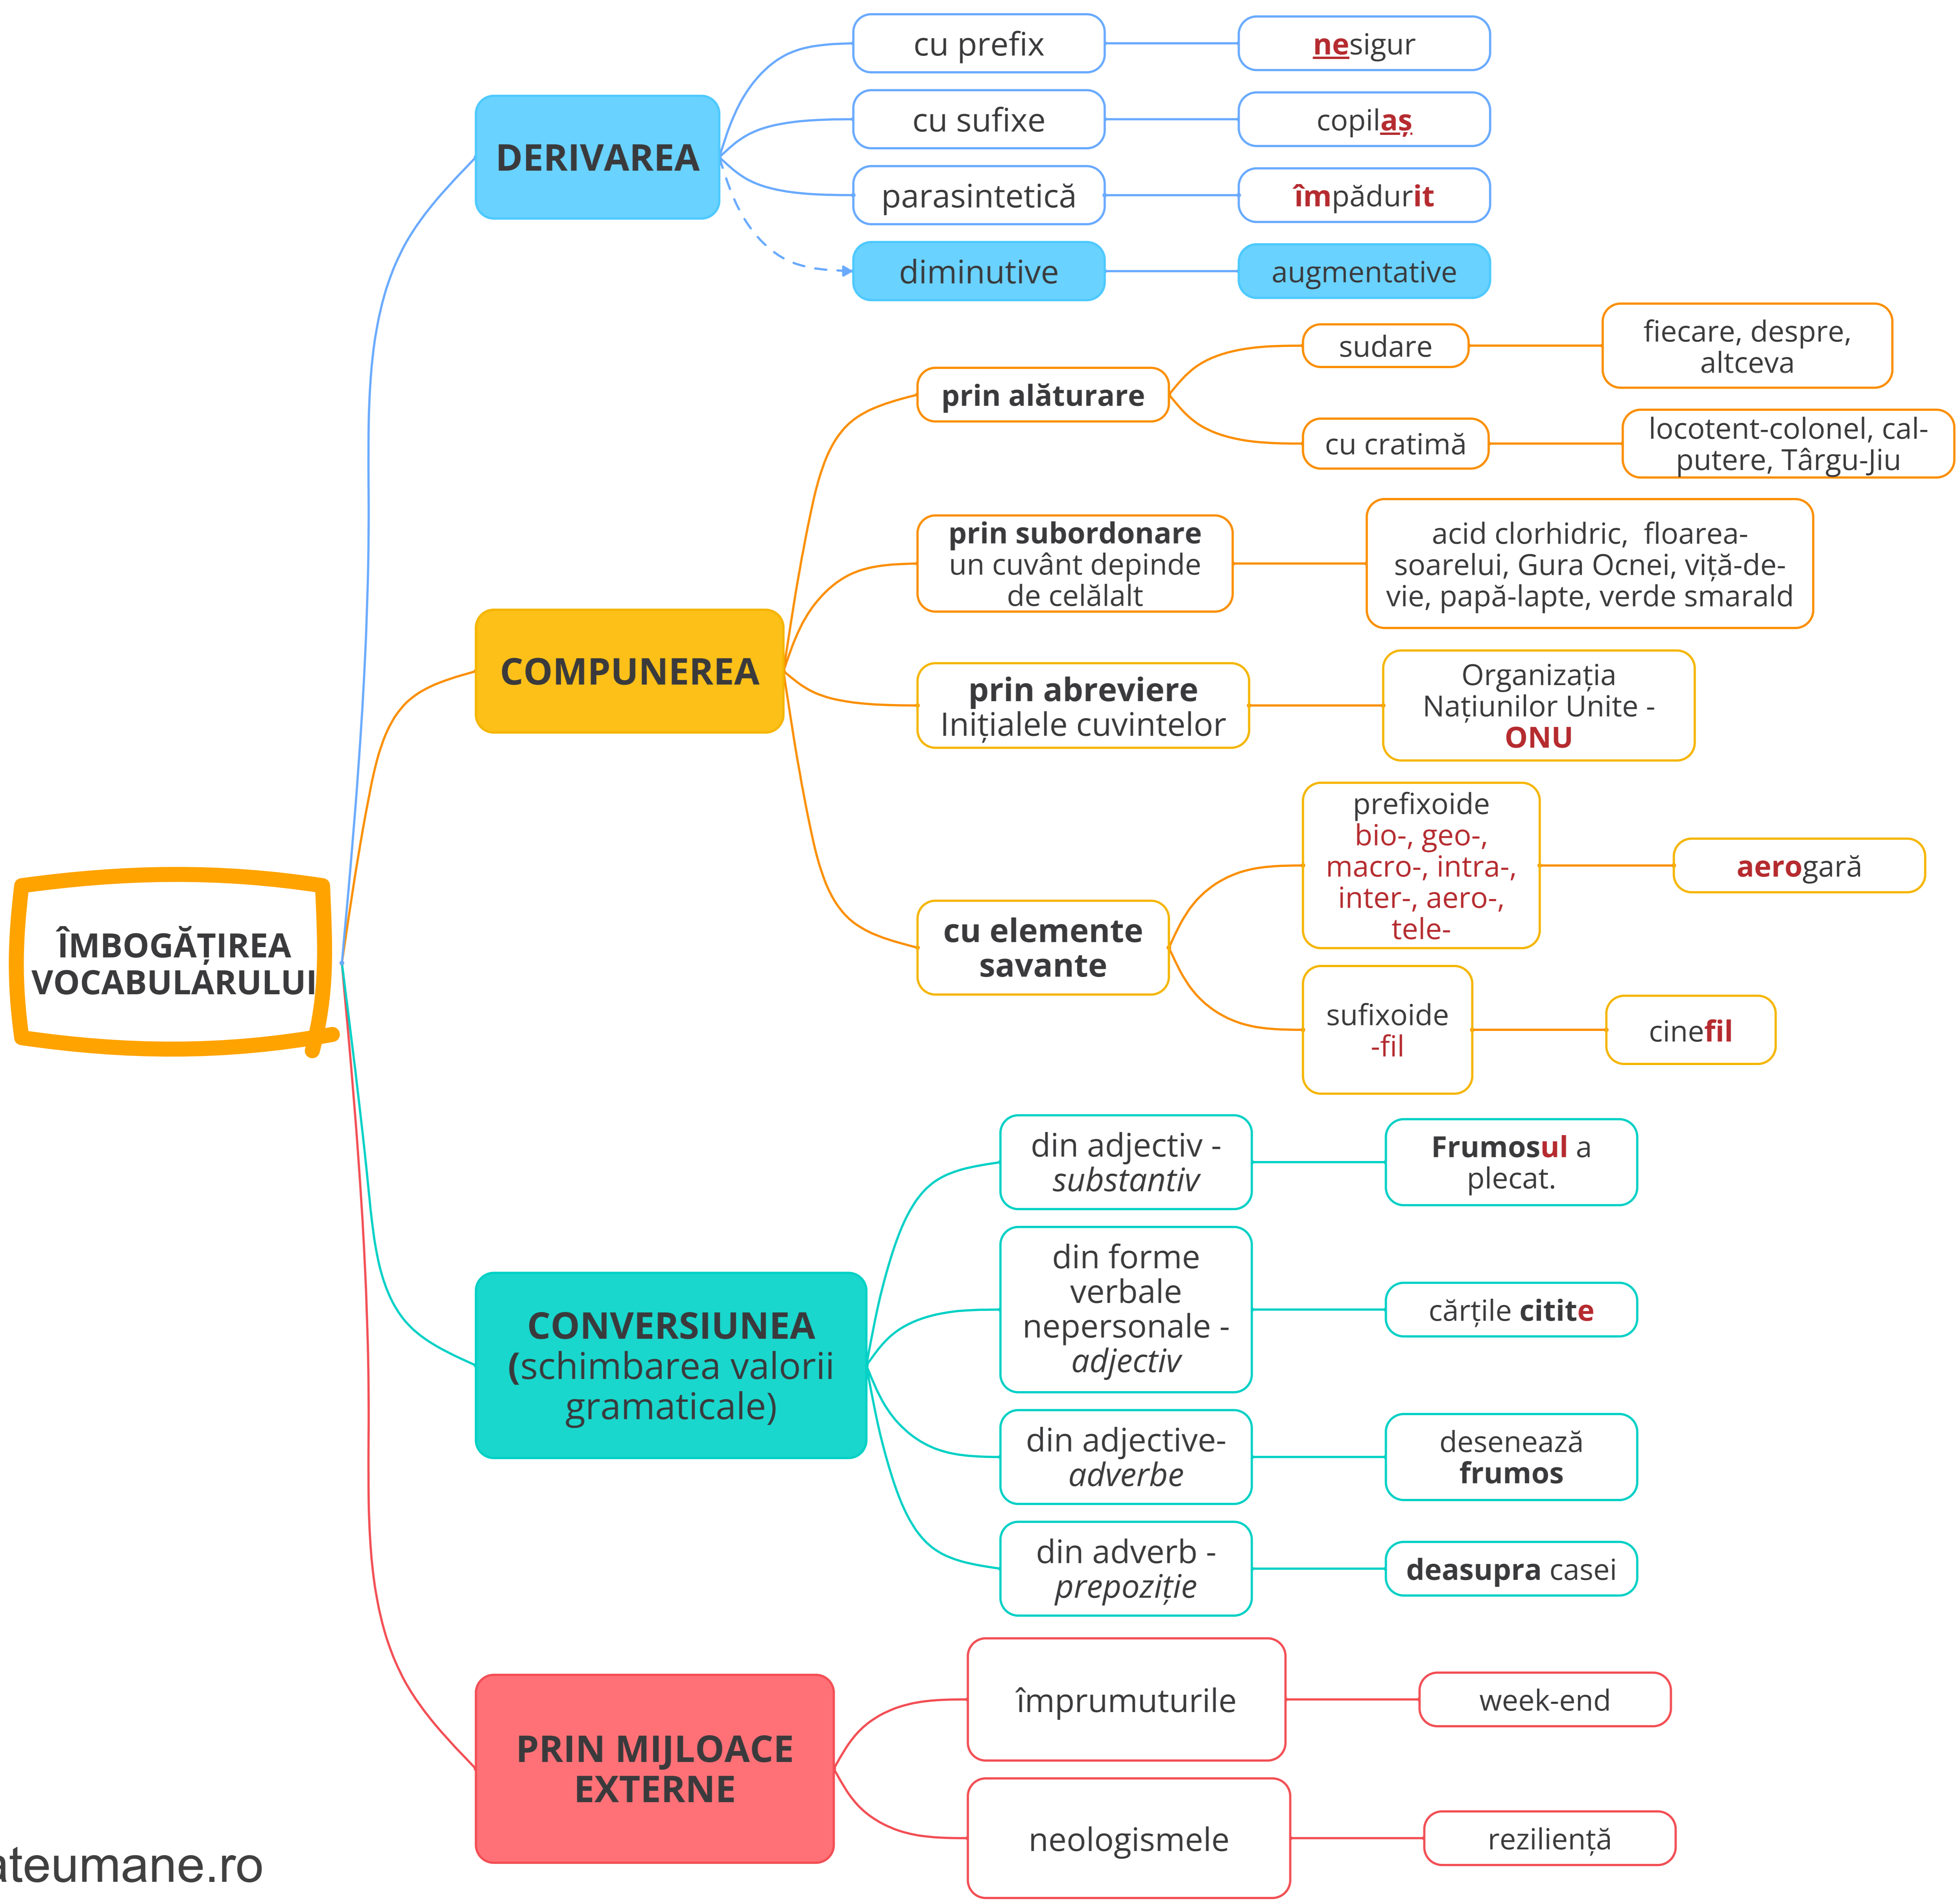 ÎMBOGĂȚIREA
VOCABULARULUI
DERIVAREA
cu prefix
nesigur
cu sufixe
copilaș
parasintetică
împădurit
diminutive
augmentative
COMPUNEREA
prin alăturare
sudare
fiecare, despre,
altceva
cu cratimă
locotent-colonel, cal-
putere, Târgu-Jiu
prin subordonare
un cuvânt depinde
de celălalt
acid clorhidric, floarea-
soarelui, Gura Ocnei, viță-de-
vie, papă-lapte, verde smarald
prin abreviere
Inițialele cuvintelor
Organizația
Națiunilor Unite -
ONU
cu elemente
savante
prefixoide
bio-, geo-,
macro-, intra-,
inter-, aero-,
tele-
aerogară
sufixoide
-fil
cinefil
CONVERSIUNEA
(schimbarea valorii
gramaticale)
din adjectiv -
substantiv
Frumosul a
plecat.
din forme
verbale
nepersonale -
adjectiv
cărțile citite
din adjective-
adverbe
desenează
frumos
din adverb -
prepoziție
deasupra casei
PRIN MIJLOACE
EXTERNE
împrumuturile
week-end
neologismele
reziliență
ateumane.ro